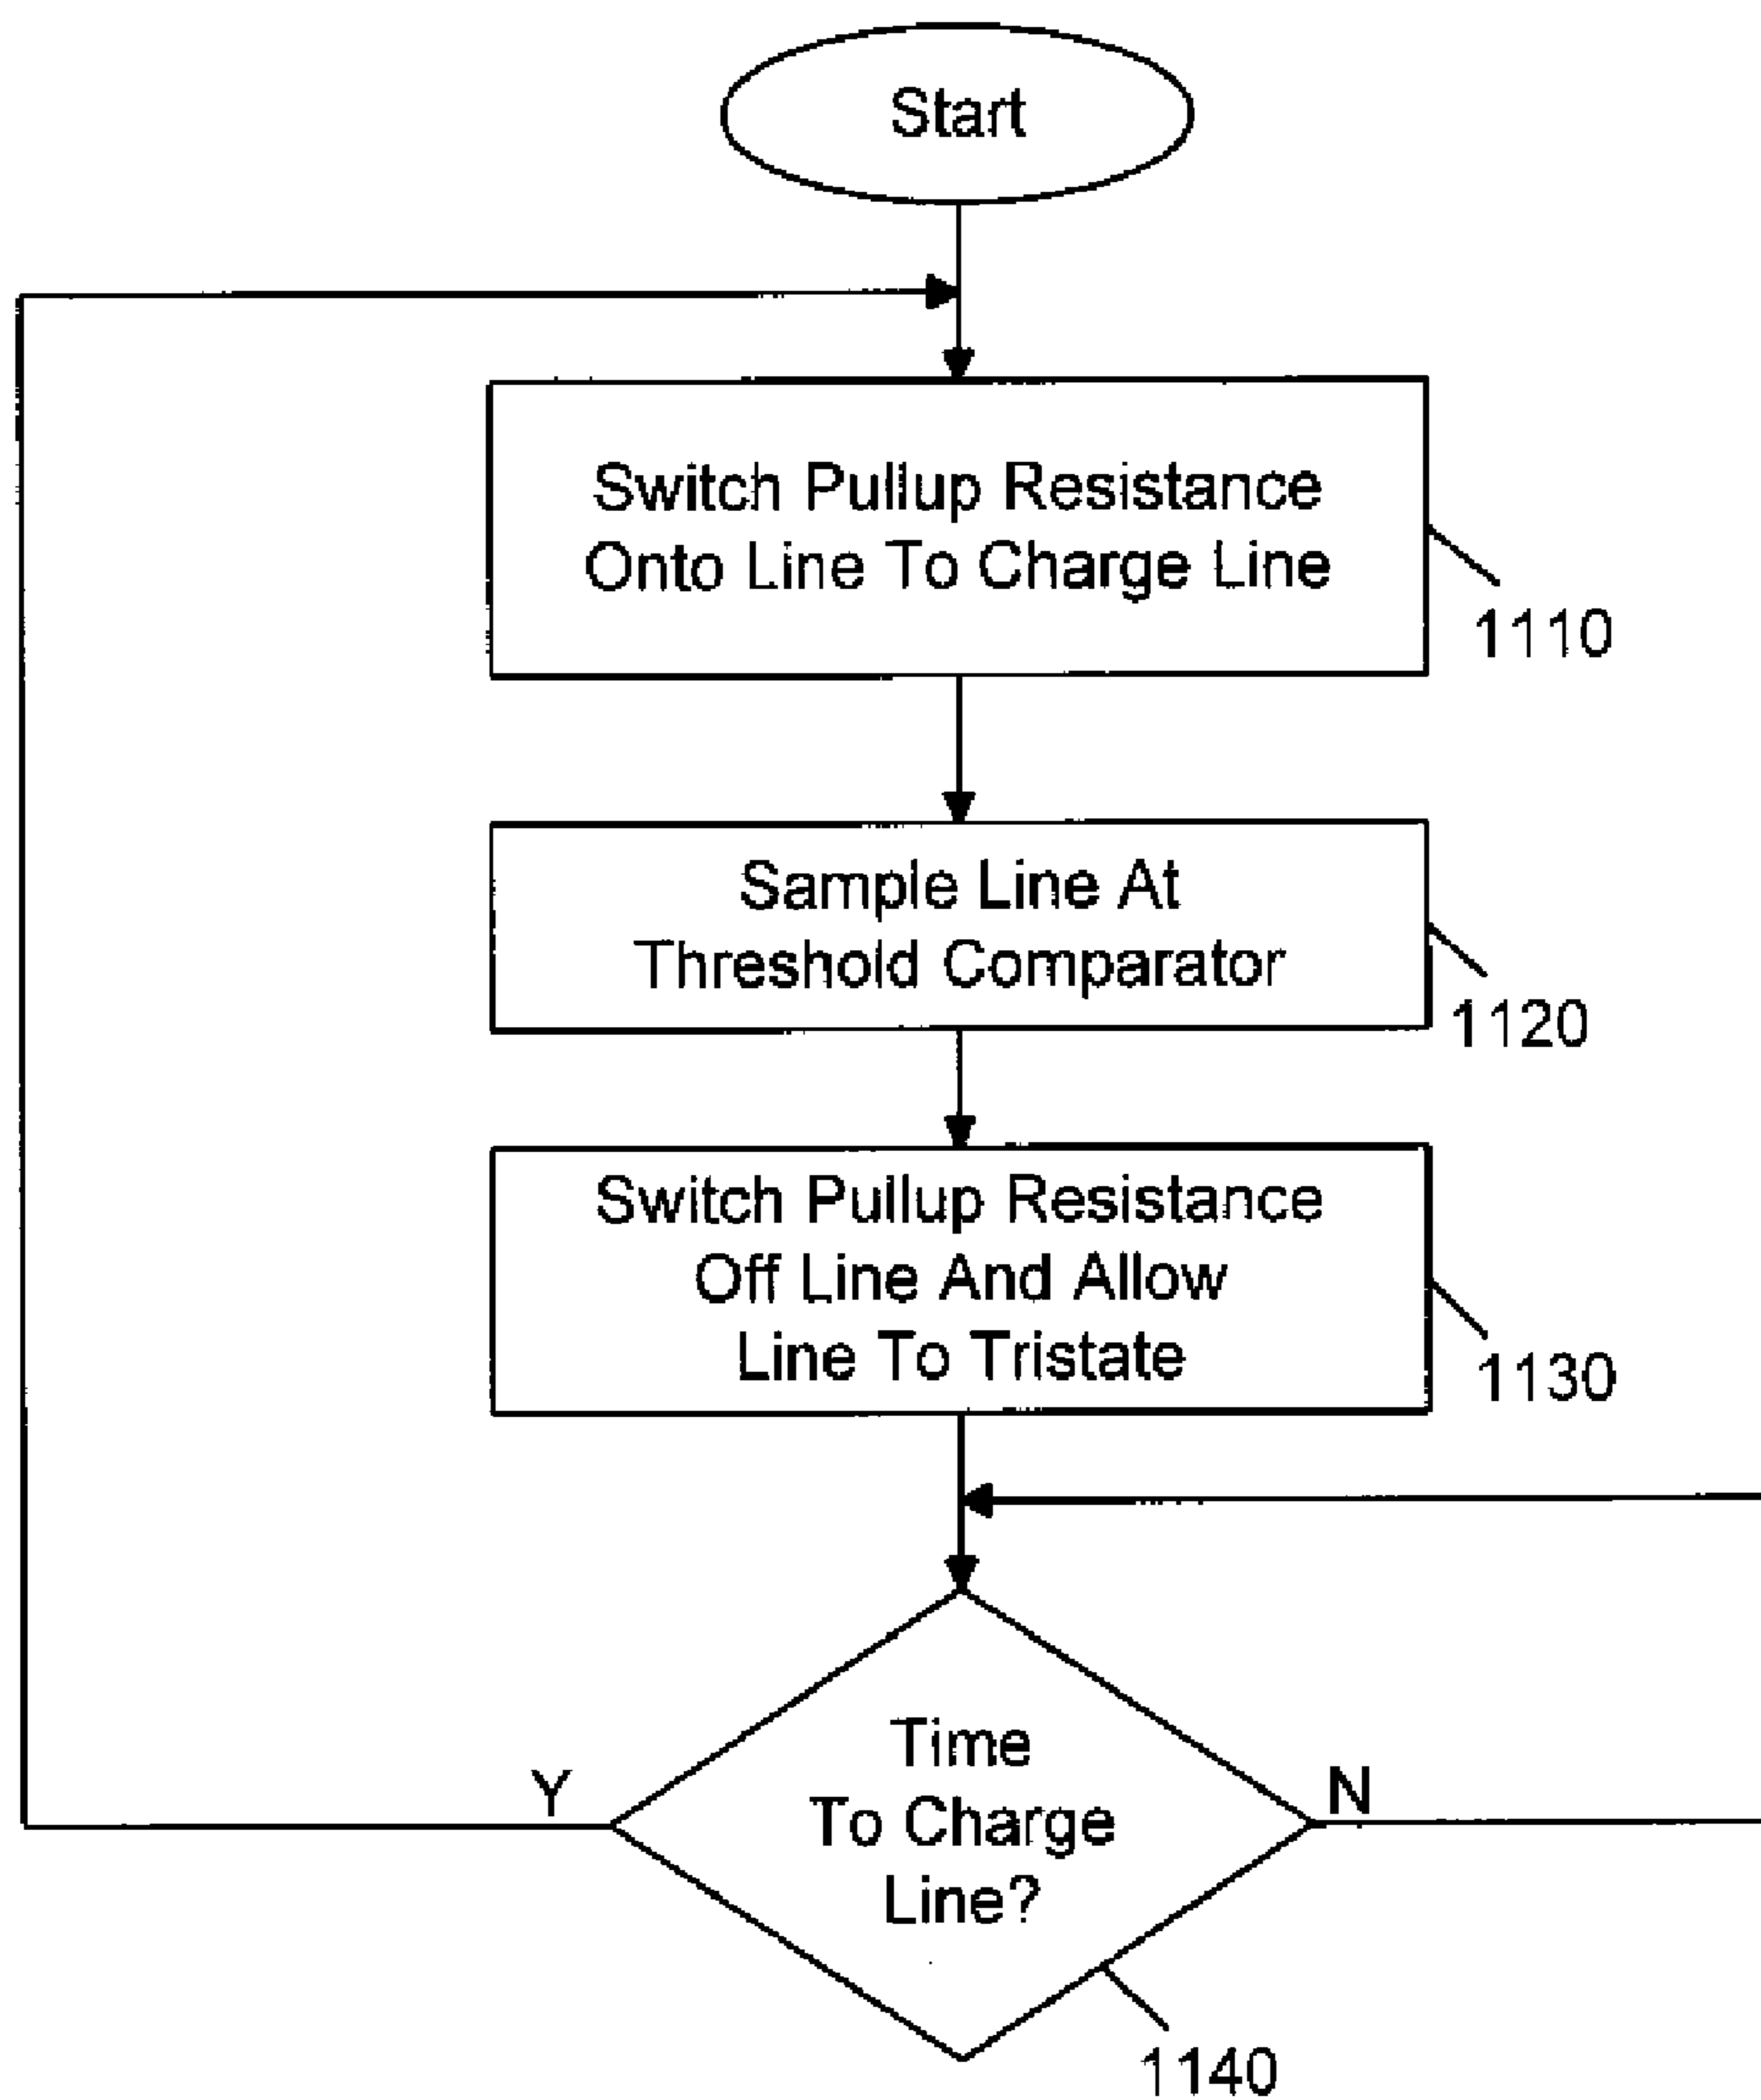 Start
Switch Pullup Resistance
Onto Line To Charge Line
1110
Sample Line At
Threshold Comparator
1120
Switch Pullup Resistance
Off Line And Allow
Line To Tristate
1130
Y
N
Time
To Charge
Line?
1140